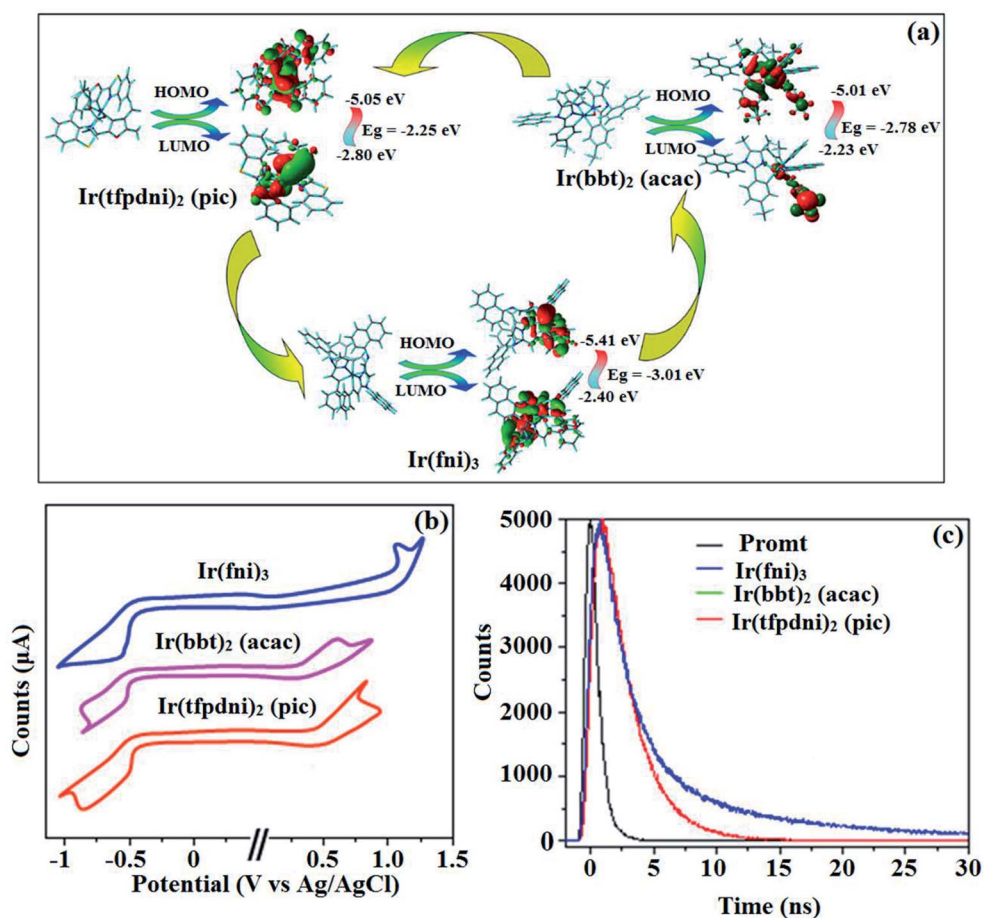 (a)
HOMO
LUMO
-5.05 eV
Eg = -2.25 eV
-2.80 eV
Ir(tfpdni)2 (pic)
HOMO
LUMO
-5.01 eV
Eg = -2.78 eV
-2.23 eV
Ir(bbt)2 (acac)
HOMO
LUMO
-5.41 eV
Eg = -3.01 eV
-2.40 eV
Ir(fni)3
(b)
Ir(fni)3
Ir(bbt)2 (acac)
Ir(tfpdni)2 (pic)
Counts (µA)
-1 -0.5 0 0.5 1.0 1.5
Potential (V vs Ag/AgCl)
(c)
Promt
Ir(fni)3
Ir(bbt)2 (acac)
Ir(tfpdni)2 (pic)
Counts
5000
4000
3000
2000
1000
0
0 5 10 15 20 25 30
Time (ns)